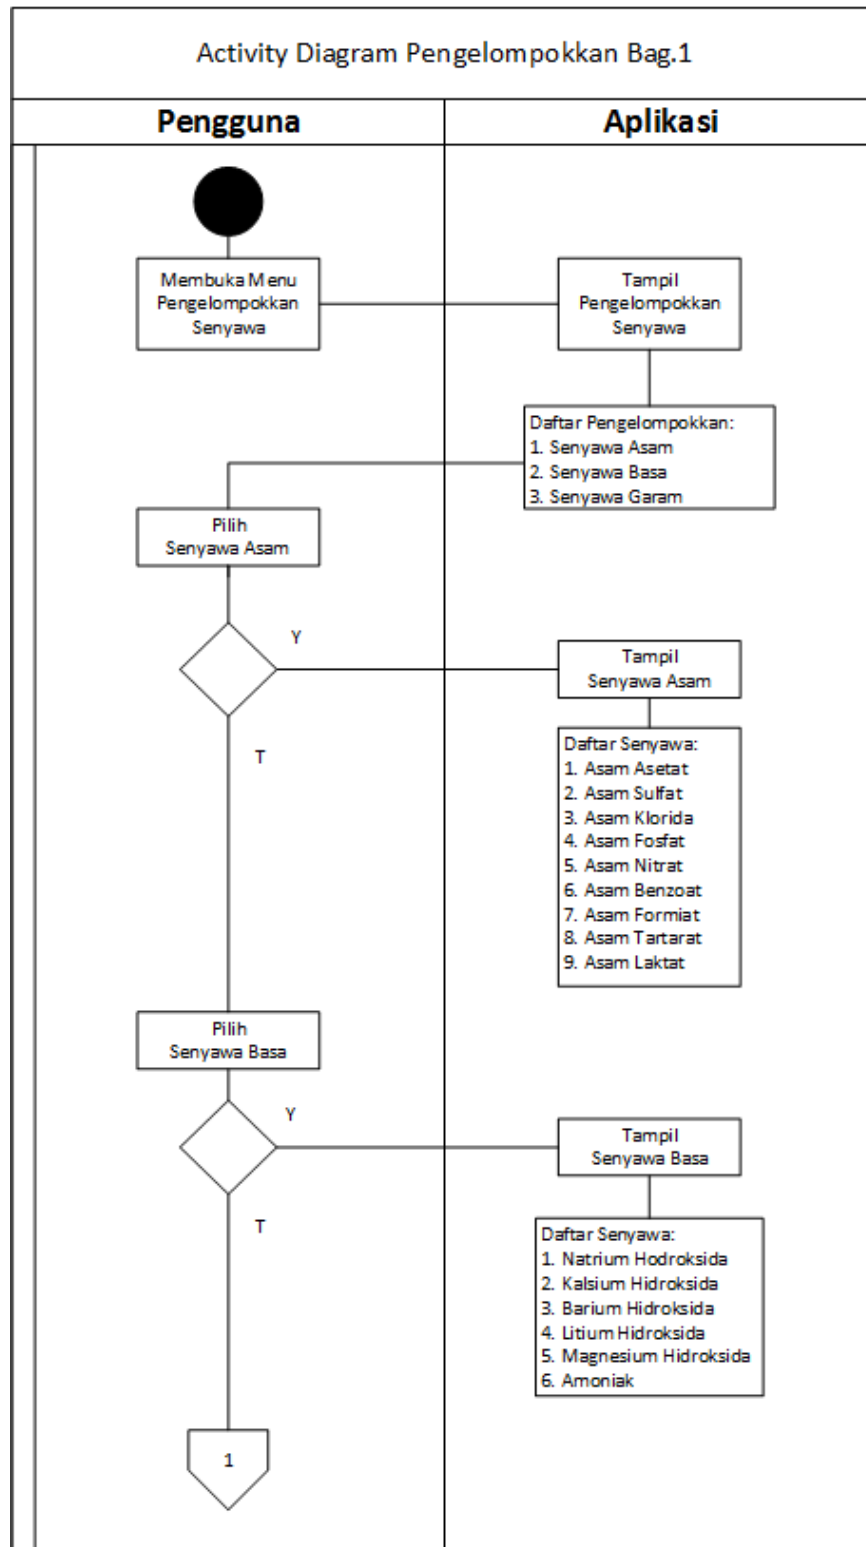 Activity Diagram Pengelompokkan Bag.1
Pengguna
Aplikasi
Membuka Menu
Pengelompokkan
Senyawa
Tampil
Pengelompokkan
Senyawa
Daftar Pengelompokkan:
1. Senyawa Asam
2. Senyawa Basa
3. Senyawa Garam
Pilih
Senyawa Asam
Y
T
Tampil
Senyawa Asam
Daftar Senyawa:
1. Asam Asetat
2. Asam Sulfat
3. Asam Klorida
4. Asam Fosfat
5. Asam Nitrat
6. Asam Benzoat
7. Asam Formiat
8. Asam Tartarat
9. Asam Laktat
Pilih
Senyawa Basa
Y
T
Tampil
Senyawa Basa
Daftar Senyawa:
1. Natrium Hodroksida
2. Kalsium Hidroksida
3. Barium Hidroksida
4. Litium Hidroksida
5. Magnesium Hidroksida
6. Amoniak
1